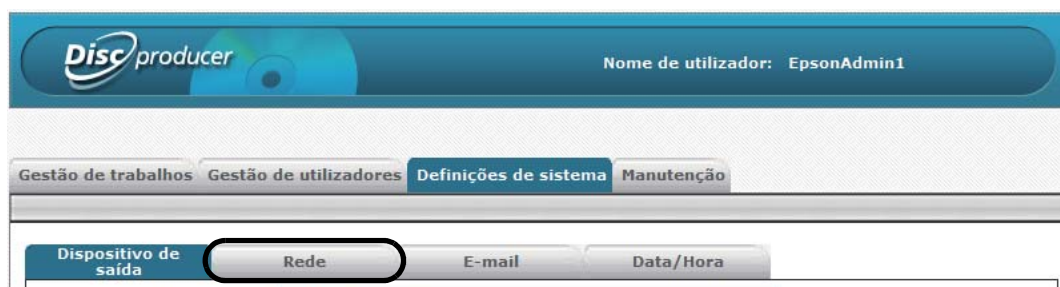 Disc producer
Nome de utilizador: EpsonAdmin1
Gestão de trabalhos Gestão de utilizadores Definições de sistema Manutenção
Dispositivo de saída Rede E-mail Data/Hora